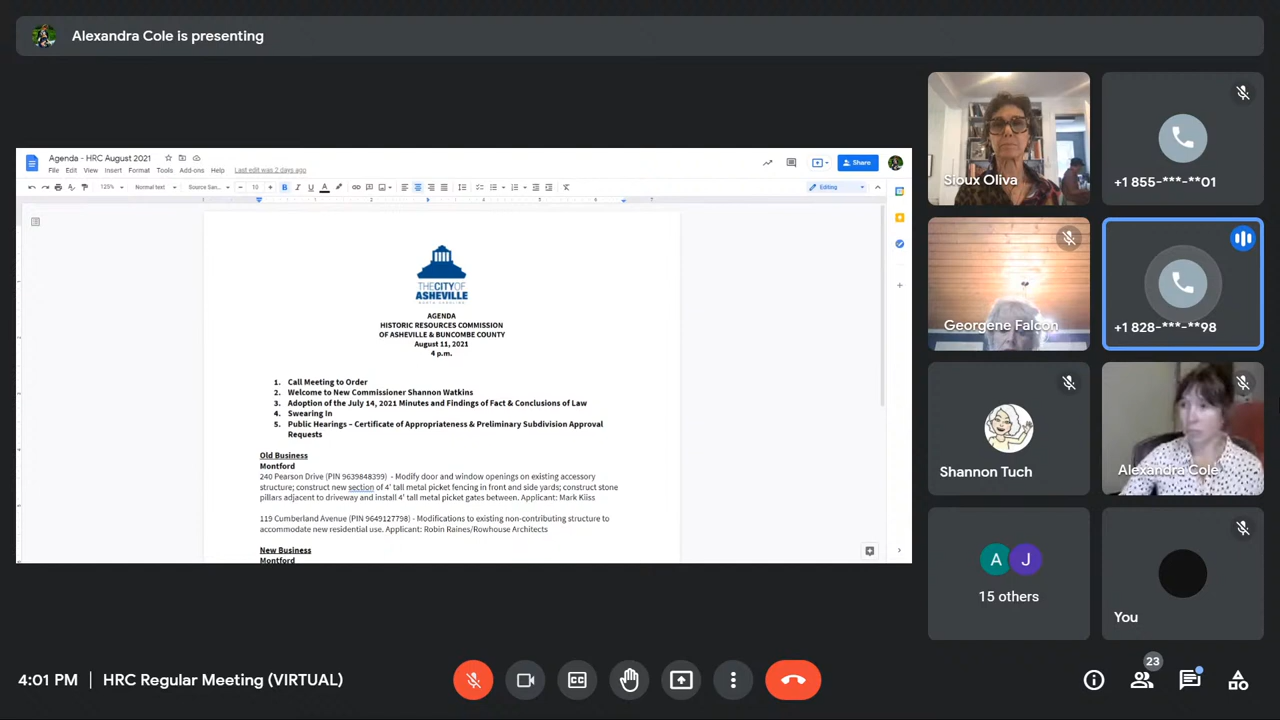 Alexandra Cole is presenting
Agenda - HRC August 2021
File Edit View Insert Format Tools Add-ons Help Last edit was 2 days ago
Share
125% Normal text Source San... 10 B I U A Editing
THE CITY OF
ASHEVILLE
NORTH CAROLINA
AGENDA
HISTORIC RESOURCES COMMISSION
OF ASHEVILLE & BUNCOMBE COUNTY
August 11, 2021
4 p.m.
1. Call Meeting to Order
2. Welcome to New Commissioner Shannon Watkins
3. Adoption of the July 14, 2021 Minutes and Findings of Fact & Conclusions of Law
4. Swearing In
5. Public Hearings – Certificate of Appropriateness & Preliminary Subdivision Approval
Requests
Old Business
Montford
240 Pearson Drive (PIN 9639848399) - Modify door and window openings on existing accessory
structure; construct new section of 4' tall metal picket fencing in front and side yards; construct stone
pillars adjacent to driveway and install 4' tall metal picket gates between. Applicant: Mark Kiiss
119 Cumberland Avenue (PIN 9649127798) - Modifications to existing non-contributing structure to
accommodate new residential use. Applicant: Robin Raines/Rowhouse Architects
New Business
Montford
Sioux Oliva
+1 855-***-**01
Georgene Falcon
+1 828-***-**98
Shannon Tuch
Alexandra Cole
A J
15 others
You
4:01 PM | HRC Regular Meeting (VIRTUAL)
CC
23